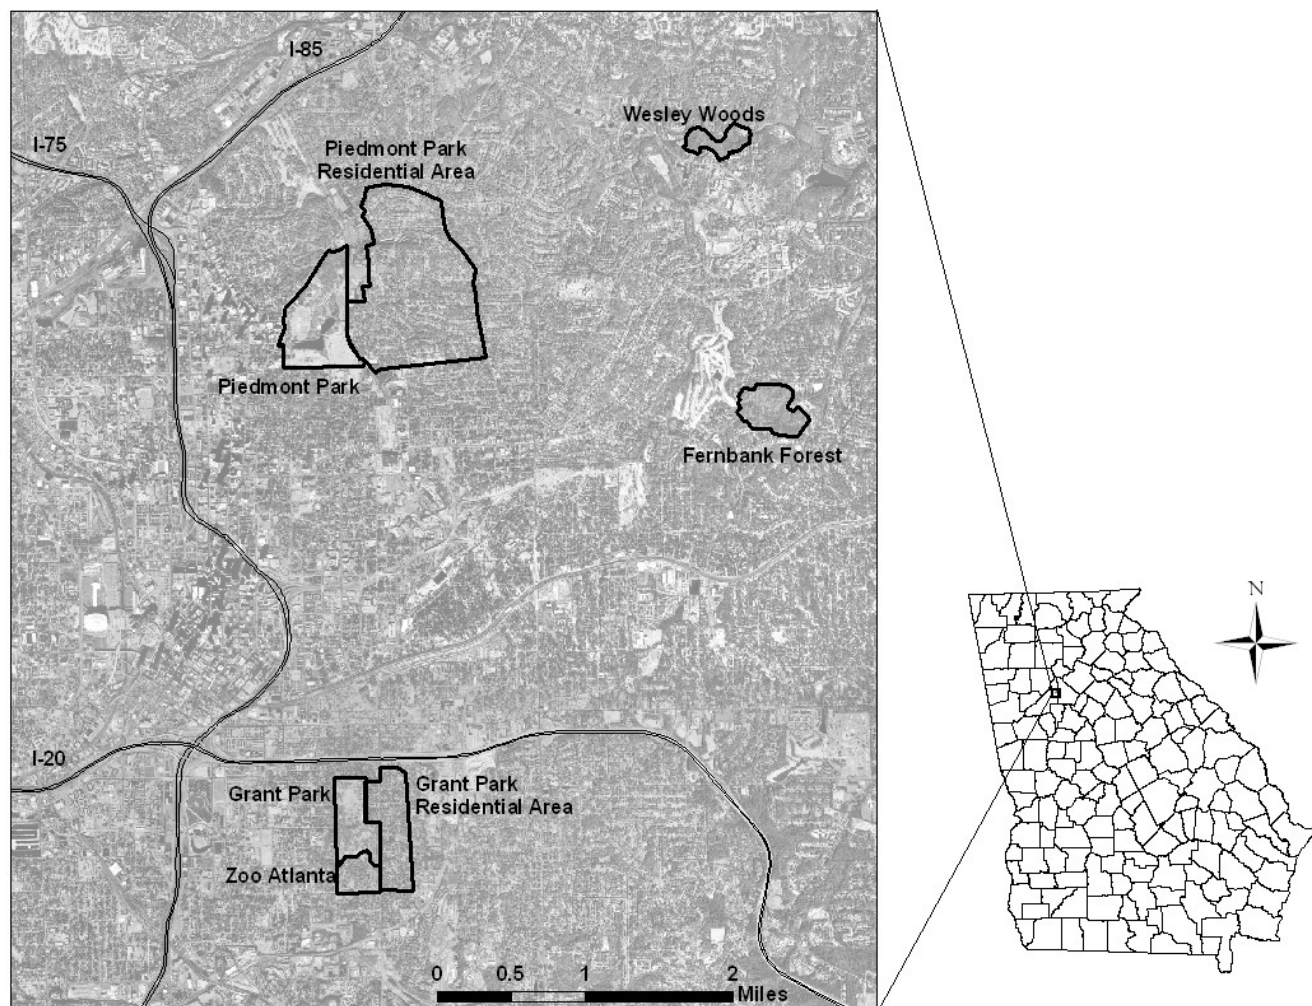 I-85
Wesley Woods
I-75
Piedmont Park
Residential Area
Piedmont Park
Fernbank Forest
N
I-20
Grant Park
Grant Park
Residential Area
Zoo Atlanta
0 0.5 1 2
Miles